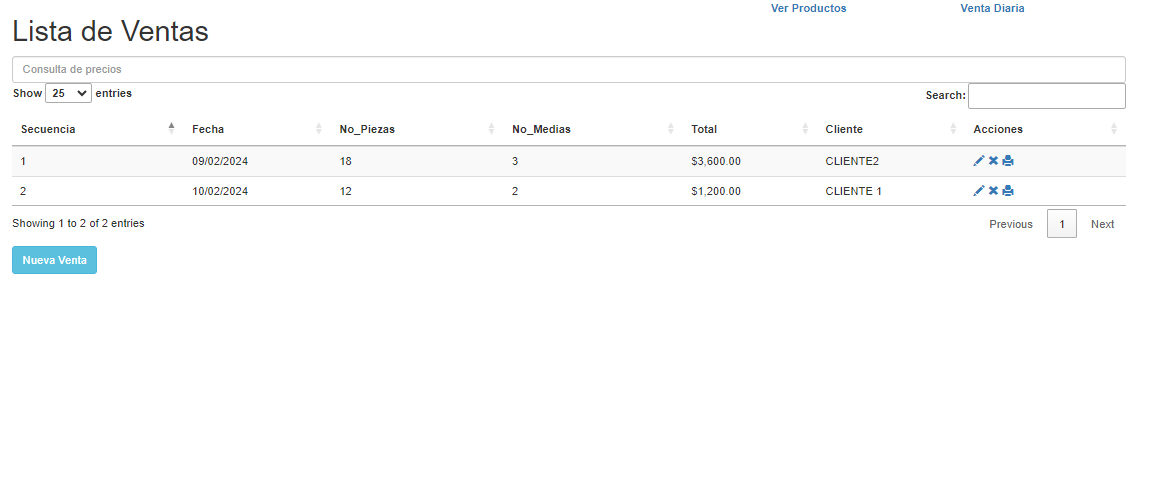 Ver Productos Venta Diaria
Lista de Ventas
Consulta de precios
Show 25 entries Search:
Secuencia Fecha No_Piezas No_Medias Total Cliente Acciones
1 09/02/2024 18 3 $3,600.00 CLIENTE2
2 10/02/2024 12 2 $1,200.00 CLIENTE 1
Showing 1 to 2 of 2 entries Previous 1 Next
Nueva Venta